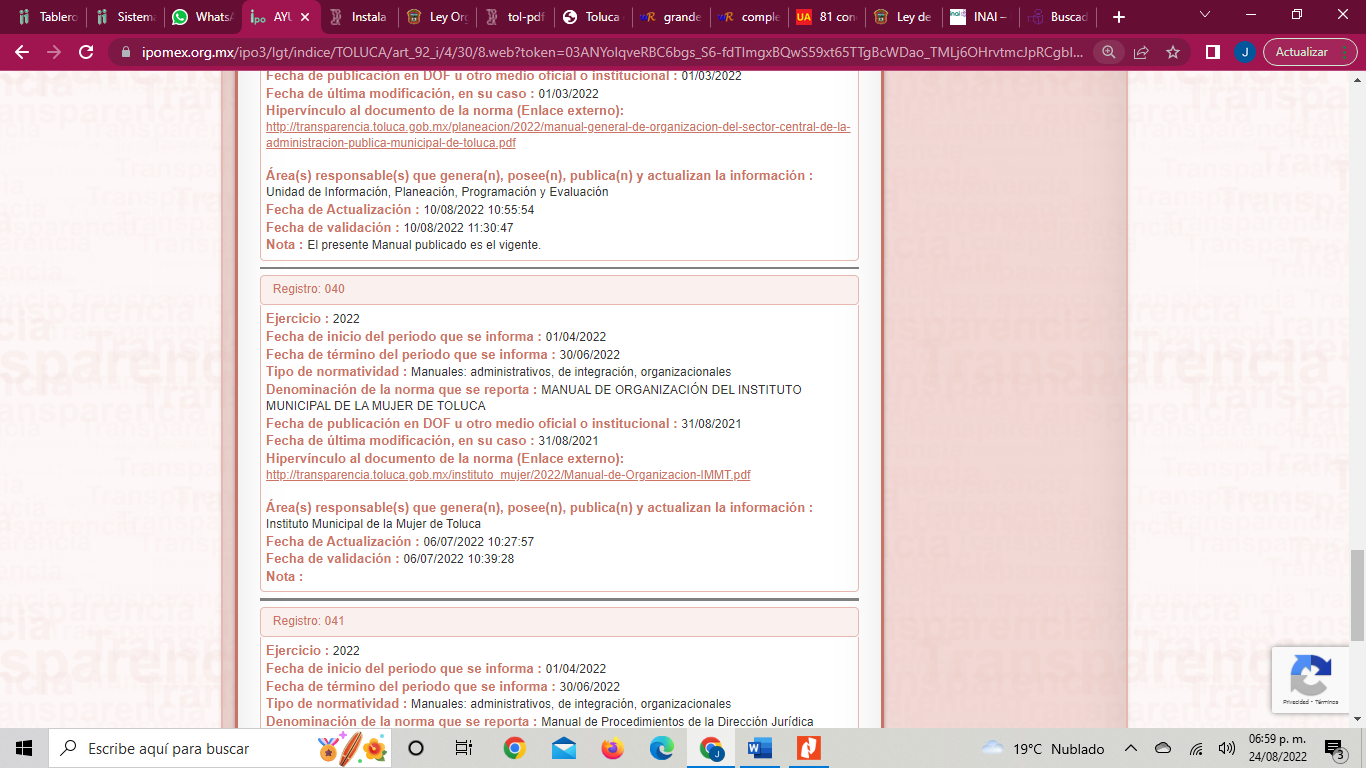 Tablero
Sistema
WhatsA
AYU
Instala
Ley Org
tol-pdf
Toluca
grande
comple
81 con
Ley de
INAI –
Buscad
ipomex.org.mx/ipo3/lgt/indice/TOLUCA/art_92_i/4/30/8.web?token=03ANYolqveRBC6bgs_S6-fdTImgxBQwS59xt65TTgBcWDao_TMLj6OHrvtmcJpRCgbI...
J
Actualizar
Fecha de publicación en DOF u otro medio oficial o institucional : 01/03/2022
Fecha de última modificación, en su caso : 01/03/2022
Hipervínculo al documento de la norma (Enlace externo):
http://transparencia.toluca.gob.mx/planeacion/2022/manual-general-de-organizacion-del-sector-central-de-la-
administracion-publica-municipal-de-toluca.pdf
Área(s) responsable(s) que genera(n), posee(n), publica(n) y actualizan la información :
Unidad de Información, Planeación, Programación y Evaluación
Fecha de Actualización : 10/08/2022 10:55:54
Fecha de validación : 10/08/2022 11:30:47
Nota : El presente Manual publicado es el vigente.
Registro: 040
Ejercicio : 2022
Fecha de inicio del periodo que se informa : 01/04/2022
Fecha de término del periodo que se informa : 30/06/2022
Tipo de normatividad : Manuales: administrativos, de integración, organizacionales
Denominación de la norma que se reporta : MANUAL DE ORGANIZACIÓN DEL INSTITUTO
MUNICIPAL DE LA MUJER DE TOLUCA
Fecha de publicación en DOF u otro medio oficial o institucional : 31/08/2021
Fecha de última modificación, en su caso : 31/08/2021
Hipervínculo al documento de la norma (Enlace externo):
http://transparencia.toluca.gob.mx/instituto_mujer/2022/Manual-de-Organizacion-IMMT.pdf
Área(s) responsable(s) que genera(n), posee(n), publica(n) y actualizan la información :
Instituto Municipal de la Mujer de Toluca
Fecha de Actualización : 06/07/2022 10:27:57
Fecha de validación : 06/07/2022 10:39:28
Nota :
Registro: 041
Ejercicio : 2022
Fecha de inicio del periodo que se informa : 01/04/2022
Fecha de término del periodo que se informa : 30/06/2022
Tipo de normatividad : Manuales: administrativos, de integración, organizacionales
Denominación de la norma que se reporta : Manual de Procedimientos de la Dirección Jurídica
Privacidad - Términos
Escribe aquí para buscar
19°C Nublado
06:59 p. m.
24/08/2022
3